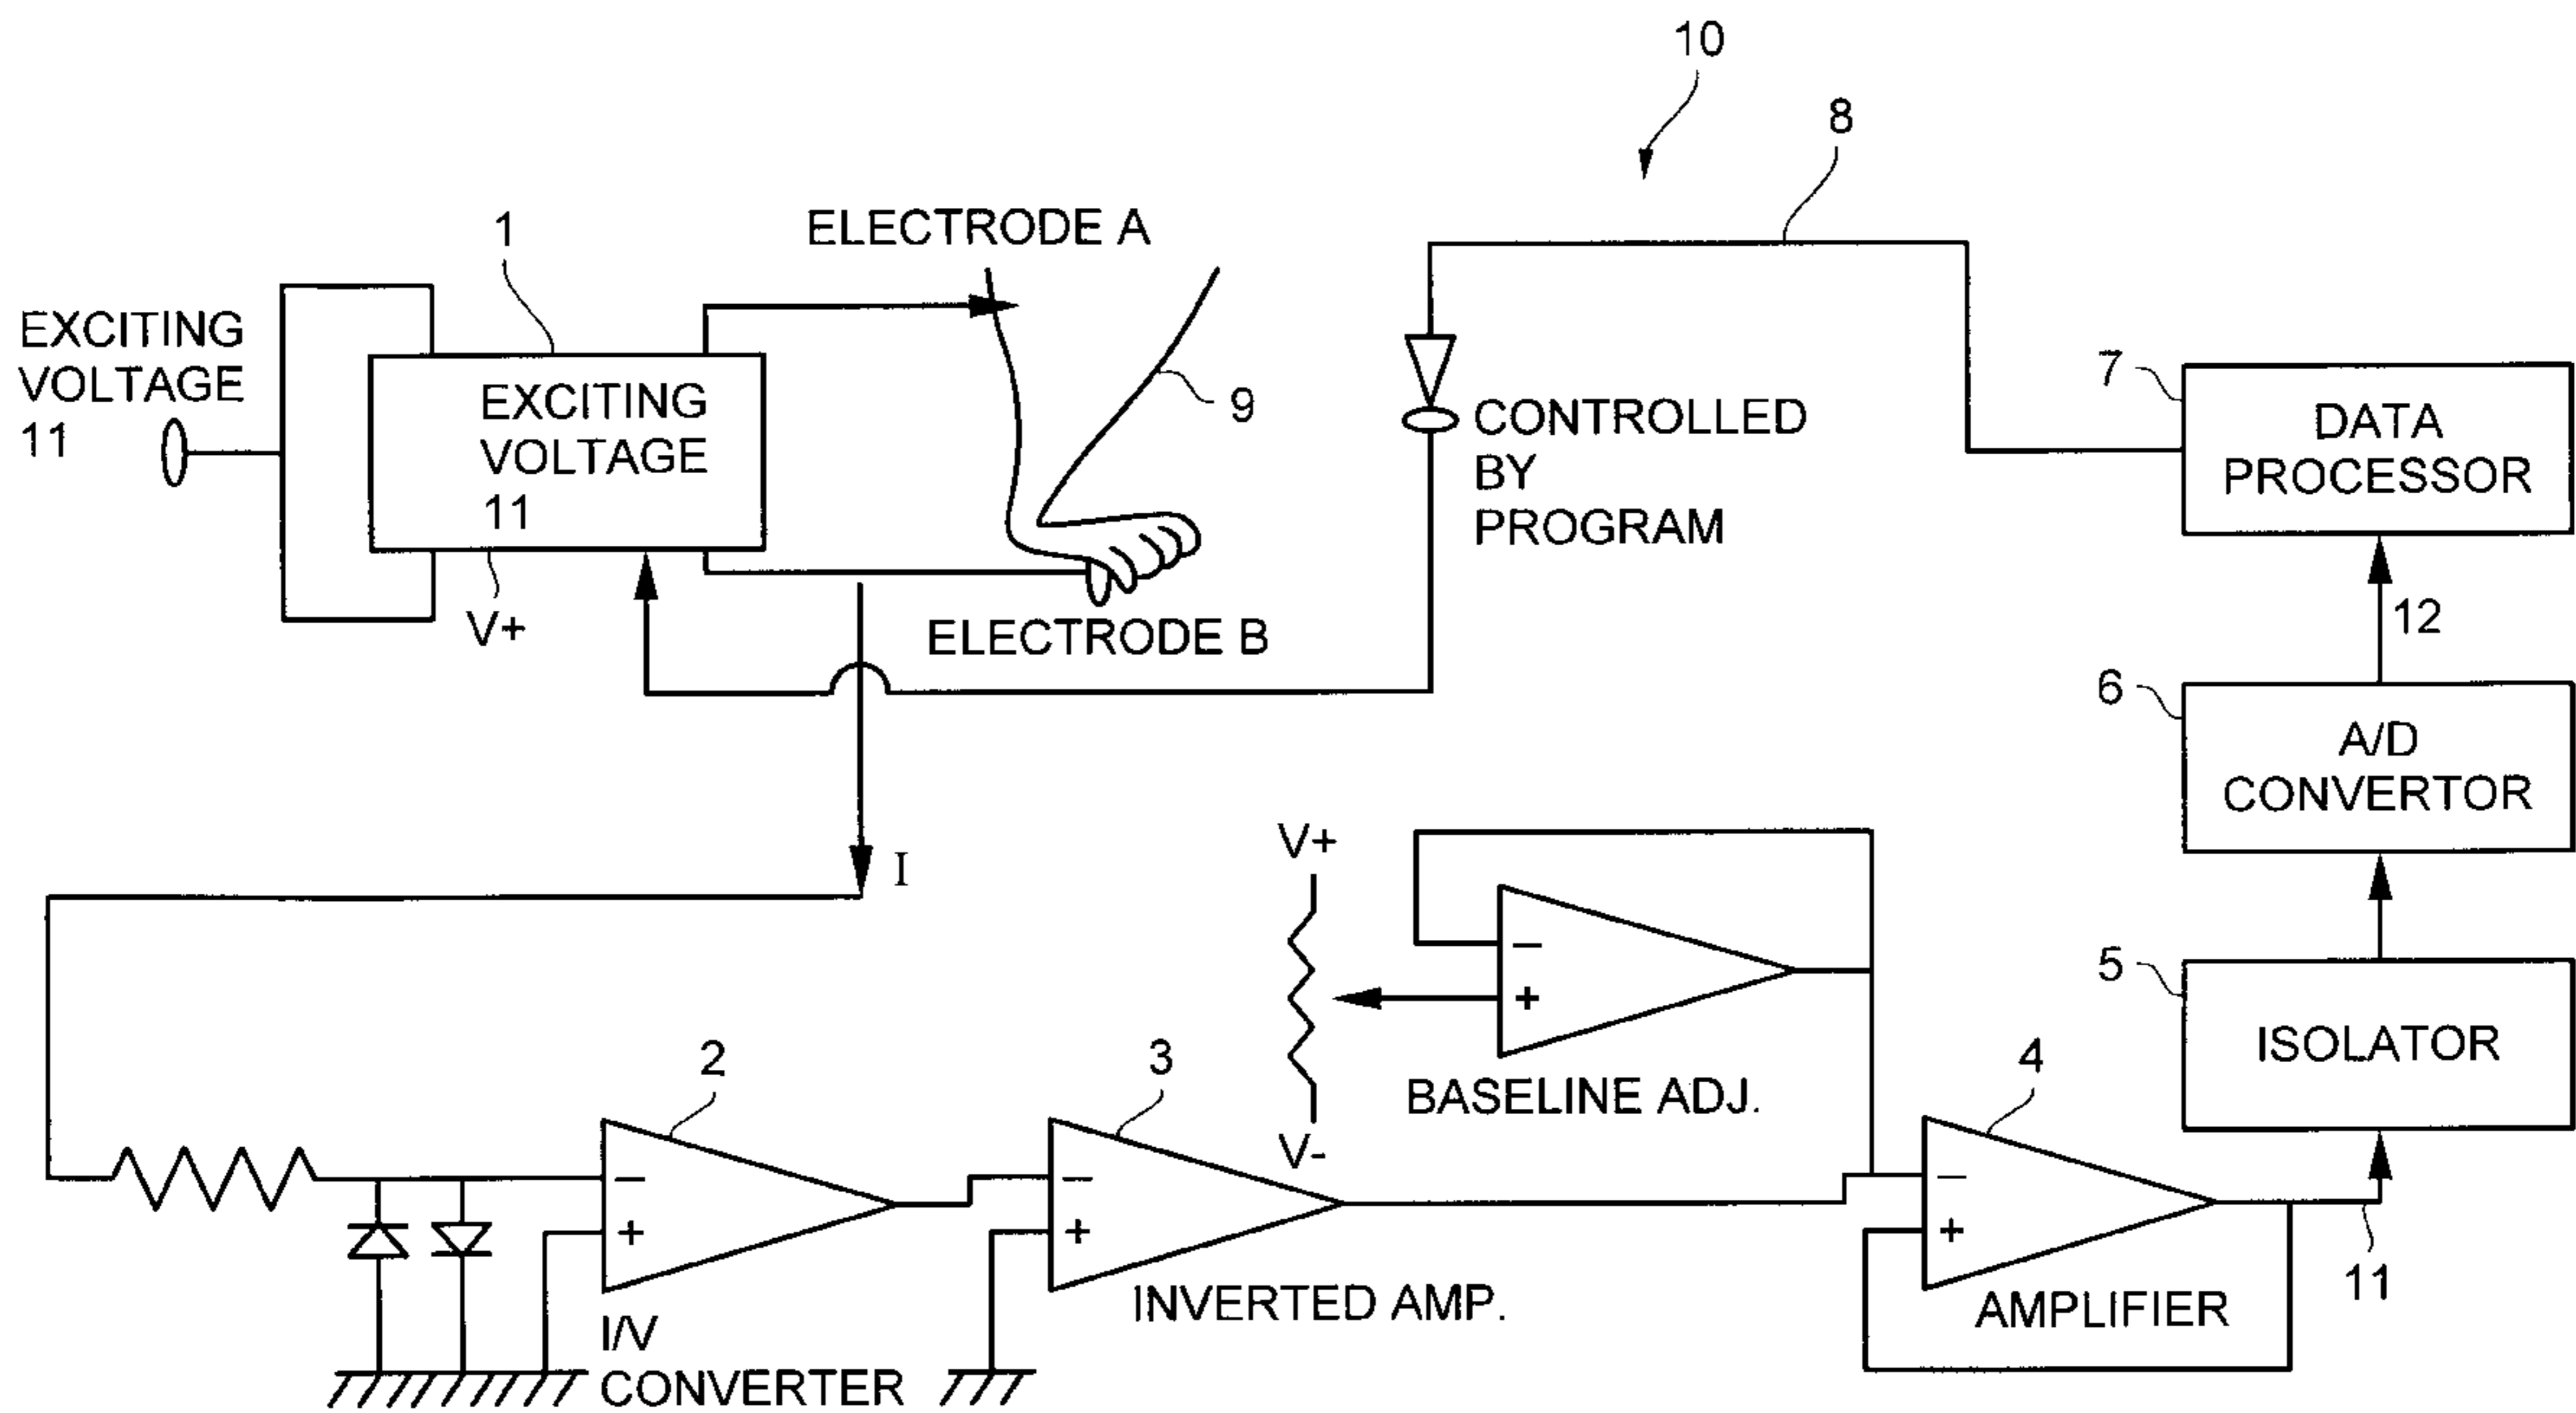 10
8
1
ELECTRODE A
EXCITING
VOLTAGE
11
EXCITING
VOLTAGE
11
9
CONTROLLED
BY
PROGRAM
7
DATA
PROCESSOR
V+
ELECTRODE B
12
6
A/D
CONVERTOR
I
V+
−
+
V-
BASELINE ADJ.
5
ISOLATOR
2
−
+
I/V
CONVERTER
3
−
+
INVERTED AMP.
4
−
+
AMPLIFIER
11